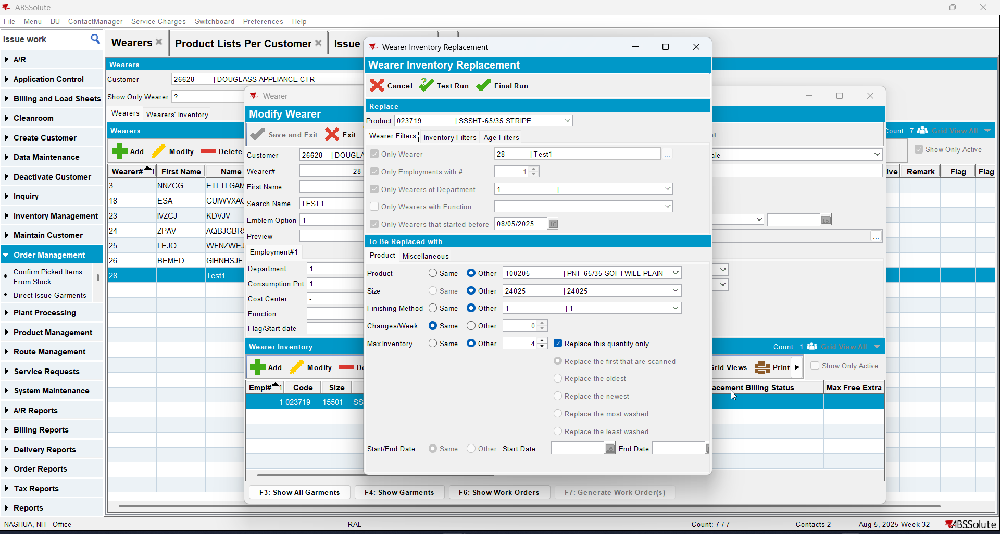 ABSSolute
File Menu BU ContactManager Service Charges Switchboard Preferences Help
issue work
Wearers
Product Lists Per Customer
Issue
A/R
Application Control
Billing and Load Sheets
Cleanroom
Create Customer
Data Maintenance
Deactivate Customer
Inquiry
Inventory Management
Maintain Customer
Order Management
Confirm Picked Items
From Stock
Direct Issue Garments
Plant Processing
Product Management
Route Management
Service Requests
System Maintenance
A/R Reports
Billing Reports
Delivery Reports
Order Reports
Tax Reports
Reports
Wearers
Customer 26628 | DOUGLASS APPLIANCE CTR
Show Only Wearer ?
Wearers Wearers' Inventory
Wearers
Count : 7 Grid View All
Add Modify Delete
Show Only Active
Wearer# 1 First Name Name
Remark Flag Flag
3 NNZCG ETLTLGAM
18 ESA CUIWVXAC
23 IVZCJ KDVJV
24 ZPAV AQBJGBRS
25 LEJO WFNZWEJ
26 BEMED GIHNHSJF
28 Test1
Wearer
Modify Wearer
Save and Exit Exit
Customer 26628 | DOUGLA
Wearer# 28
First Name
Search Name TEST1
Emblem Option 1
Preview
...
Employment#1
Department 1
Consumption Pnt 1
Cost Center -
Function
Flag/Start date
Wearer Inventory
Count : 1 Grid View All
Add Modify
Grid Views Print Show Only Active
Empl# 1 Code Size
acement Billing Status Max Free Extra
1 023719 15501 SS
F3: Show All Garments F4: Show Garments F6: Show Work Orders F7: Generate Work Order(s)
Wearer Inventory Replacement
Wearer Inventory Replacement
Cancel Test Run Final Run
Replace
Product 023719 | SSSHT-65/35 STRIPE
Wearer Filters Inventory Filters Age Filters
Only Wearer 28 | Test1 ...
Only Employments with # 1
Only Wearers of Department 1 | -
Only Wearers with Function
Only Wearers that started before 08/05/2025
To Be Replaced with
Product Miscellaneous
Product Same Other 100205 | PNT-65/35 SOFTWILL PLAIN
Size Same Other 24025 | 24025
Finishing Method Same Other 1 | 1
Changes/Week Same Other 0
Max Inventory Same Other 4 Replace this quantity only
Replace the first that are scanned
Replace the oldest
Replace the newest
Replace the most washed
Replace the least washed
Start/End Date Same Other Start Date End Date
NASHUA, NH - Office RAL Count: 7 / 7 Contacts 2 Aug 5, 2025 Week 32 ABSSolute